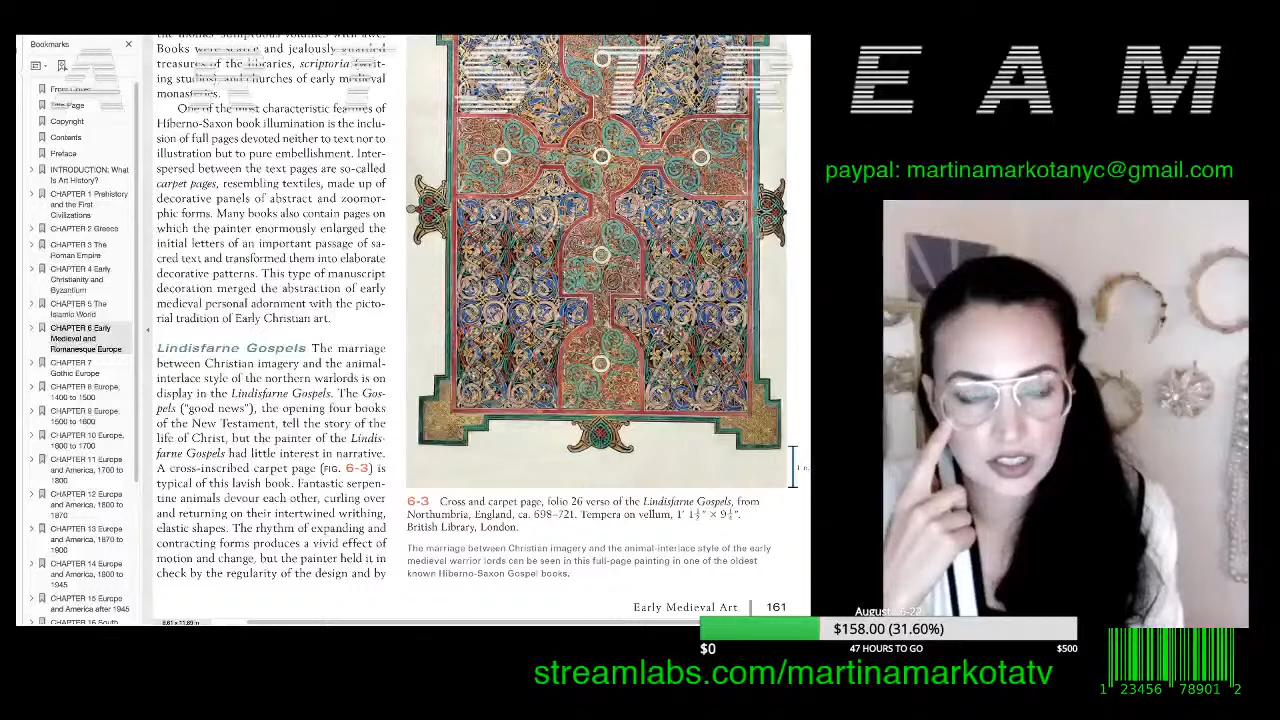 Bookmarks
Front Cover
Title Page
Copyright
Contents
Preface
INTRODUCTION: What
Is Art History?
CHAPTER 1 Prehistory
and the First
Civilizations
CHAPTER 2 Greece
CHAPTER 3 The
Roman Empire
CHAPTER 4 Early
Christianity and
Byzantium
CHAPTER 5 The
Islamic World
CHAPTER 6 Early
Medieval and
Romanesque Europe
CHAPTER 7
Gothic Europe
CHAPTER 8 Europe,
1400 to 1500
CHAPTER 9 Europe,
1500 to 1600
CHAPTER 10 Europe,
1600 to 1700
CHAPTER 11 Europe
and America, 1700 to
1800
CHAPTER 12 Europe
and America, 1800 to
1870
CHAPTER 13 Europe
and America, 1870 to
1900
CHAPTER 14 Europe
and America, 1900 to
1945
CHAPTER 15 Europe
and America after 1945
CHAPTER 16 South
Books were scarce and jealously guarded
treasures of the libraries, scriptoria (writ-
ing studios), and churches of early medieval
monasteries.
One of the most characteristic features of
Hiberno-Saxon book illumination is the inclu-
sion of full pages devoted neither to text nor to
illustration but to pure embellishment. Inter-
spersed between the text pages are so-called
carpet pages, resembling textiles, made up of
decorative panels of abstract and zoomor-
phic forms. Many books also contain pages on
which the painter enormously enlarged the
initial letters of an important passage of sa-
cred text and transformed them into elaborate
decorative patterns. This type of manuscript
decoration merged the abstraction of early
medieval personal adornment with the picto-
rial tradition of Early Christian art.
Lindisfarne Gospels The marriage
between Christian imagery and the animal-
interlace style of the northern warlords is on
display in the Lindisfarne Gospels. The Gos-
pels ("good news"), the opening four books
of the New Testament, tell the story of the
life of Christ, but the painter of the Lindis-
farne Gospels had little interest in narrative.
A cross-inscribed carpet page (FIG. 6-3) is
typical of this lavish book. Fantastic serpen-
tine animals devour each other, curling over
and returning on their intertwined writhing,
elastic shapes. The rhythm of expanding and
contracting forms produces a vivid effect of
motion and change, but the painter held it in
check by the regularity of the design and by
1 in.
6-3 Cross and carpet page, folio 26 verso of the Lindisfarne Gospels, from
Northumbria, England, ca. 698–721. Tempera on vellum, 1' 1½" × 9¼".
British Library, London.
The marriage between Christian imagery and the animal-interlace style of the early
medieval warrior lords can be seen in this full-page painting in one of the oldest
known Hiberno-Saxon Gospel books.
Early Medieval Art | 161
E A M
paypal: martinamarkotanyc@gmail.com
$158.00 (31.60%)
$0
47 HOURS TO GO
$500
streamlabs.com/martinamarkotatv
1 23456 78901 2